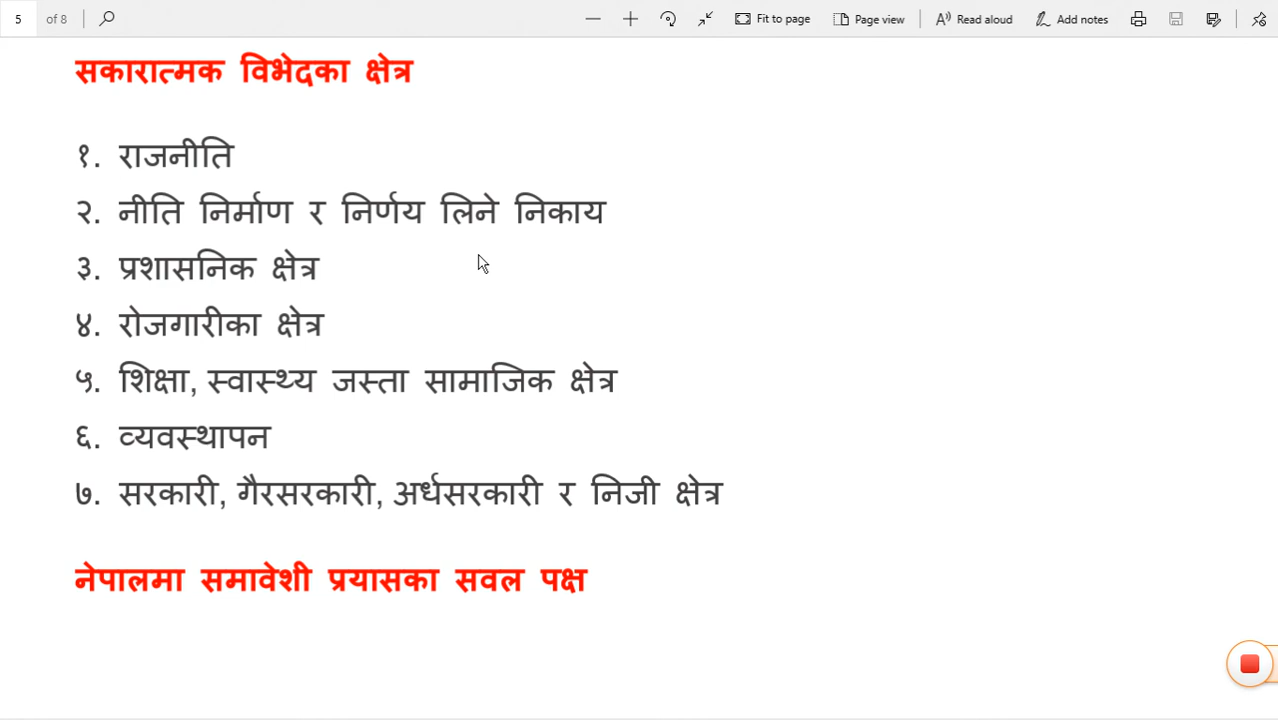 5 of 8 Fit to page Page view Read aloud Add notes
सकारात्मक विभेदका क्षेत्र
१. राजनीति
२. नीति निर्माण र निर्णय लिने निकाय
३. प्रशासनिक क्षेत्र
४. रोजगारीका क्षेत्र
५. शिक्षा, स्वास्थ्य जस्ता सामाजिक क्षेत्र
६. व्यवस्थापन
७. सरकारी, गैरसरकारी, अर्धसरकारी र निजी क्षेत्र
नेपालमा समावेशी प्रयासका सवल पक्ष